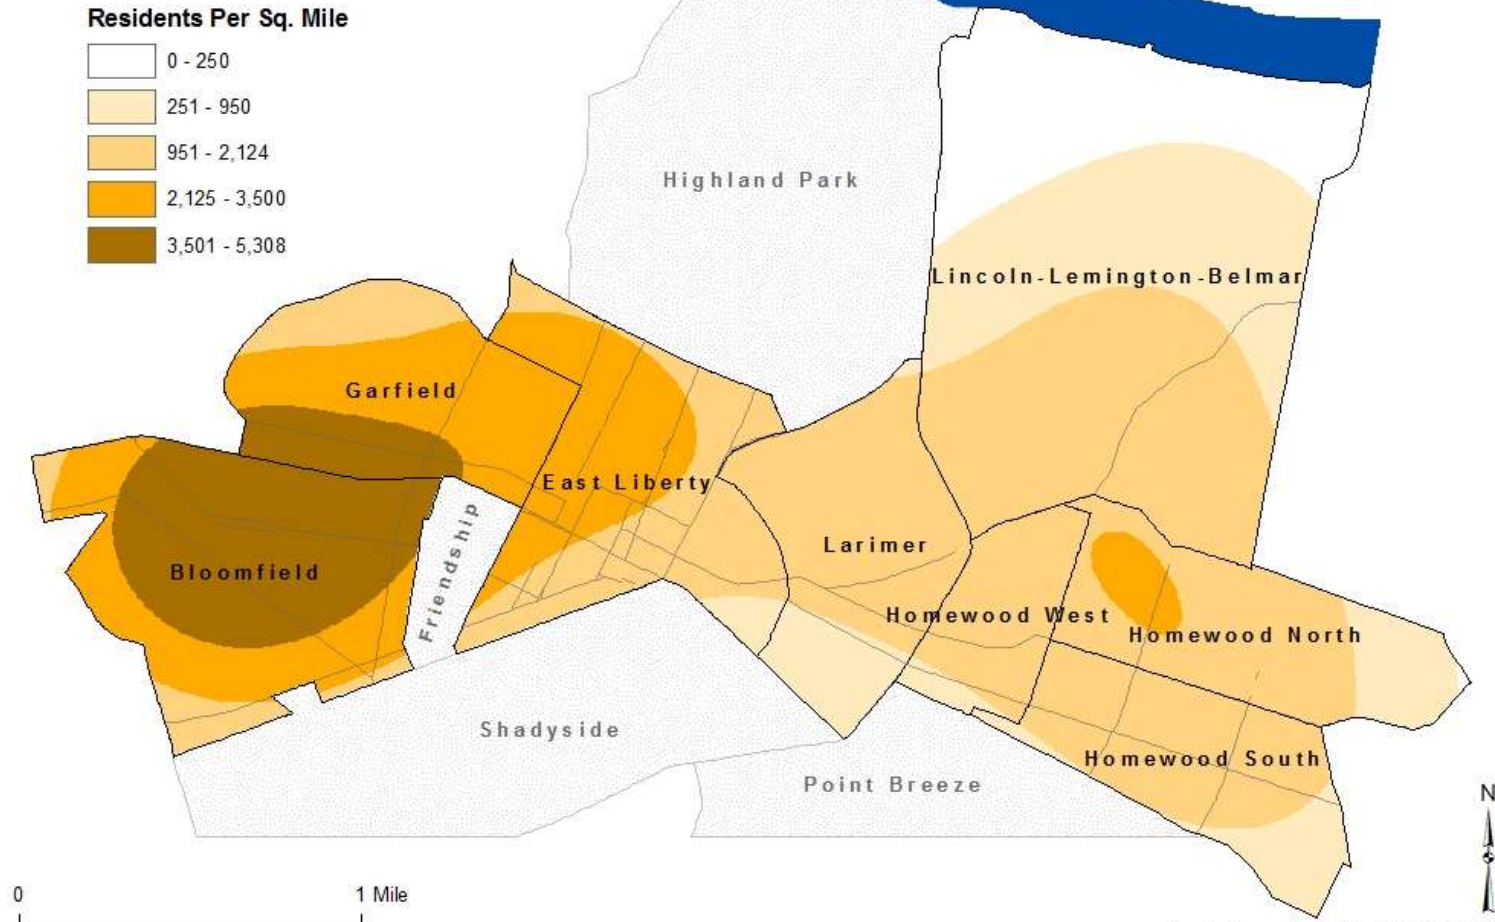 Residents Per Sq. Mile
0 - 250
251 - 950
951 - 2,124
2,125 - 3,500
3,501 - 5,308
Highland Park
Lincoln-Lemington-Belmar
Garfield
East Liberty
Friendship
Larimer
Bloomfield
Homewood West
Homewood North
Shadyside
Homewood South
Point Breeze
N
0 1 Mile